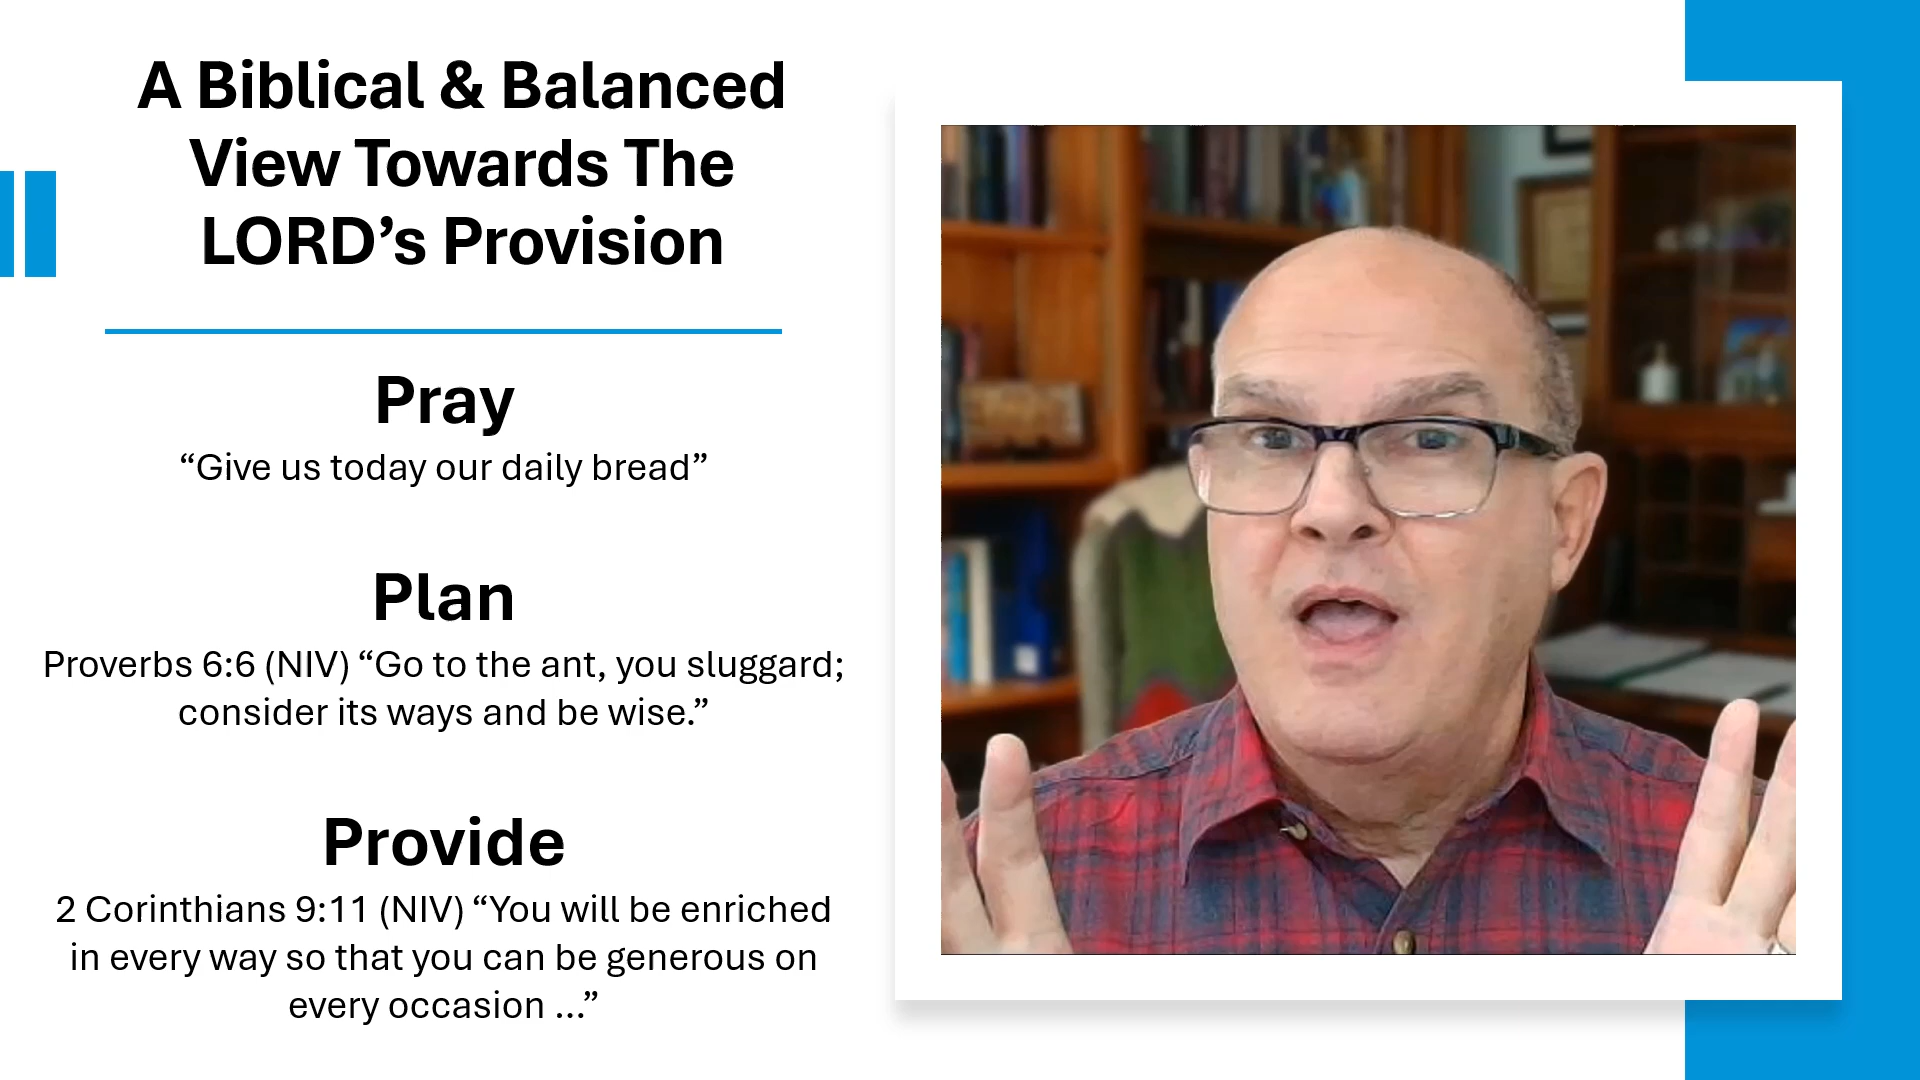 A Biblical & Balanced
View Towards The
LORD’s Provision
Pray
“Give us today our daily bread”
Plan
Proverbs 6:6 (NIV) “Go to the ant, you sluggard;
consider its ways and be wise.”
Provide
2 Corinthians 9:11 (NIV) “You will be enriched
in every way so that you can be generous on
every occasion ...”